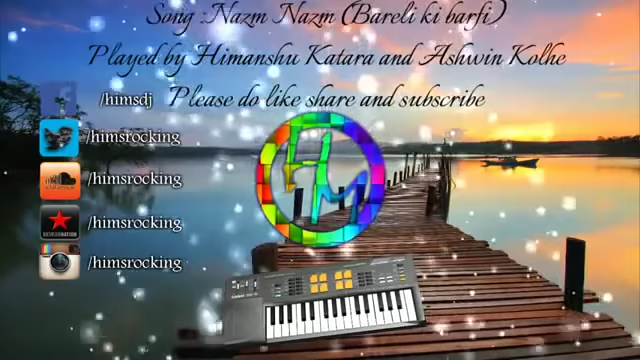 Song :Nazm Nazm (Bareli ki barfi)
Played by Himanshu Katara and Ashwin Kolhe
Please do like share and subscribe
/himsdj
/himsrocking
/himsrocking
/himsrocking
REVERBNATION
/himsrocking